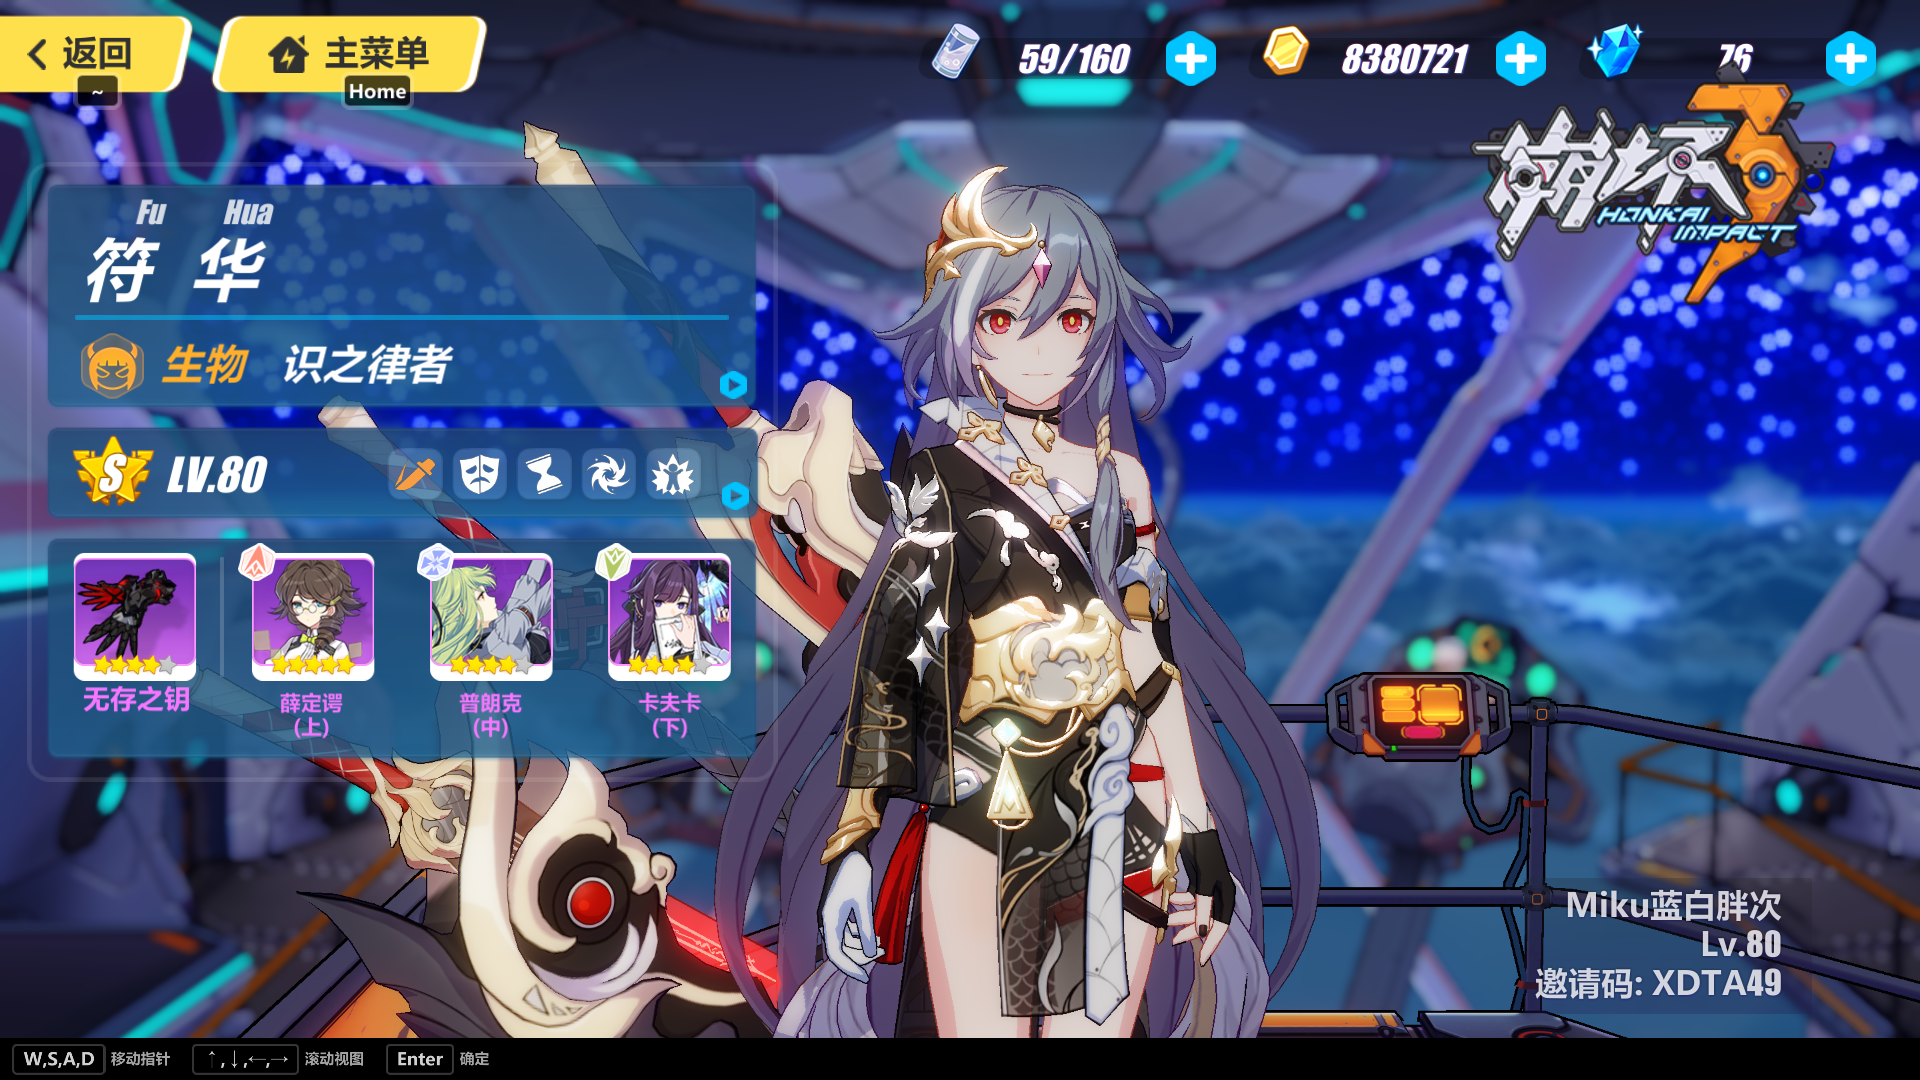 返回
~
主菜单
Home
59/160
8380721
76
崩坏3
HONKAI
IMPACT
Fu Hua
符 华
生物 识之律者
S LV.80
无存之钥
薛定谔
(上)
普朗克
(中)
卡夫卡
(下)
Miku蓝白胖次
Lv.80
邀请码: XDTA49
W,S,A,D 移动指针 ↑,↓,←,→ 滚动视图 Enter 确定